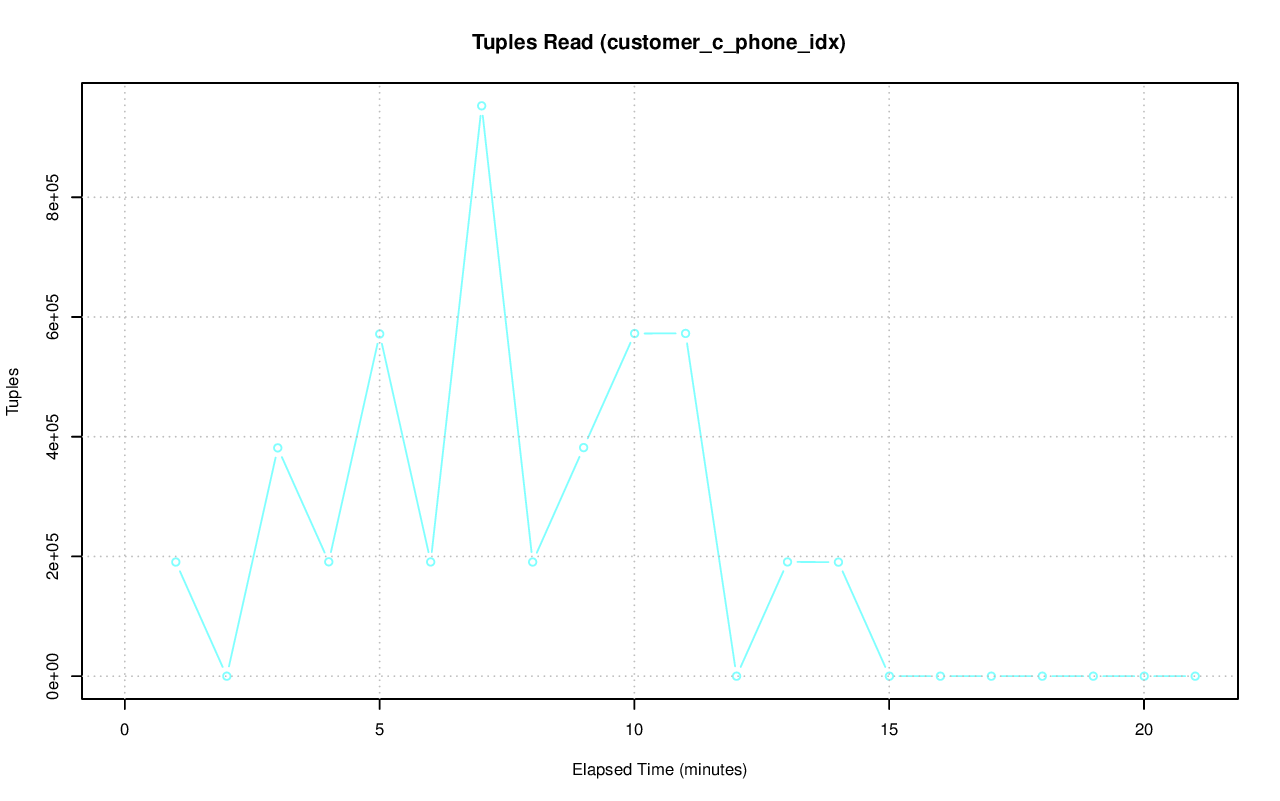 Tuples Read (customer_c_phone_idx)
Tuples
8e+05
6e+05
4e+05
2e+05
0e+00
0 5 10 15 20
Elapsed Time (minutes)